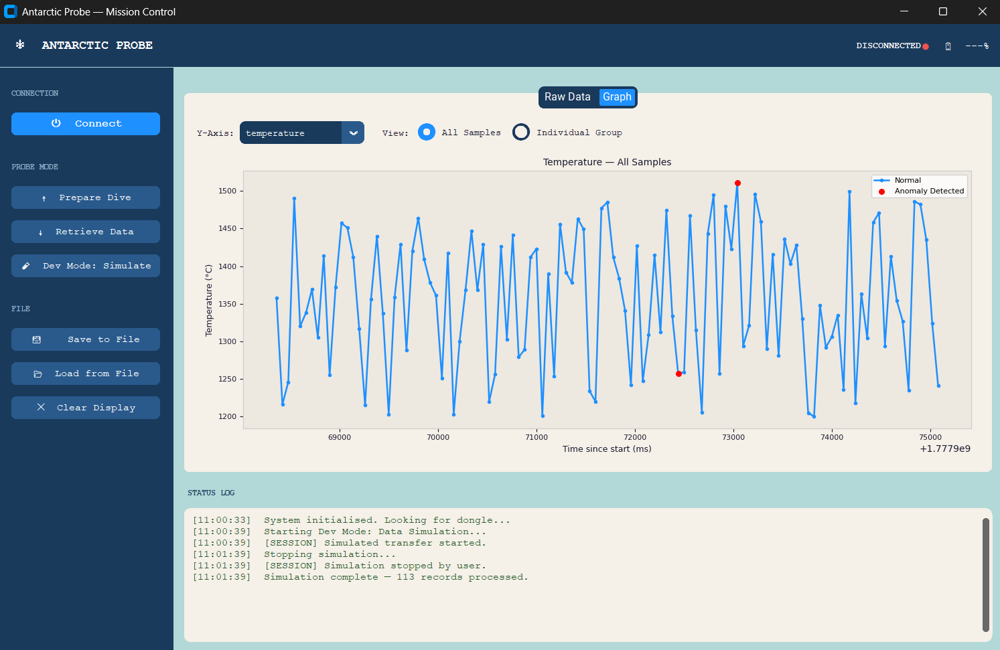 Antarctic Probe — Mission Control
ANTARCTIC PROBE
DISCONNECTED
---%
CONNECTION
Connect
PROBE MODE
↑ Prepare Dive
↓ Retrieve Data
Dev Mode: Simulate
FILE
Save to File
Load from File
Clear Display
Raw Data Graph
Y-Axis: temperature View: All Samples Individual Group
Temperature — All Samples
Normal
Anomaly Detected
Temperature (°C)
1500
1450
1400
1350
1300
1250
1200
69000 70000 71000 72000 73000 74000 75000
Time since start (ms)
+1.7779e9
STATUS LOG
[11:00:33] System initialised. Looking for dongle...
[11:00:39] Starting Dev Mode: Data Simulation...
[11:00:39] [SESSION] Simulated transfer started.
[11:01:39] Stopping simulation...
[11:01:39] [SESSION] Simulation stopped by user.
[11:01:39] Simulation complete — 113 records processed.